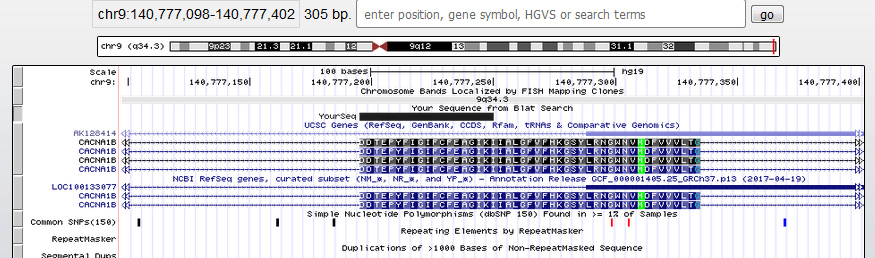 chr9:140,777,098-140,777,402 305 bp. enter position, gene symbol, HGVS or search terms go
chr9 (q34.3) 9p23 21.3 21.1 12 9q12 13 31.1 32
Scale 100 bases hg19
chr9: 140,777,150 140,777,200 140,777,250 140,777,300 140,777,350 140,777,400
Chromosome Bands Localized by FISH Mapping Clones
9q34.3
Your Sequence from Blat Search
YourSeq
UCSC Genes (RefSeq, GenBank, CCDS, Rfam, tRNAs & Comparative Genomics)
AK128414
CACNA1B DDTEFYFIGIFCFEAGIKIIALGFVFHKGSYLRNGWNVMDFVVVLTG
CACNA1B DDTEFYFIGIFCFEAGIKIIALGFVFHKGSYLRNGWNVMDFVVVLTG
CACNA1B DDTEFYFIGIFCFEAGIKIIALGFVFHKGSYLRNGWNVMDFVVVLTG
CACNA1B DDTEFYFIGIFCFEAGIKIIALGFVFHKGSYLRNGWNVMDFVVVLTG
NCBI RefSeq genes, curated subset (NM_*, NR_*, and YP_*) - Annotation Release GCF_000001405.25_GRCh37.p13 (2017-04-19)
LOC100133077
CACNA1B DDTEFYFIGIFCFEAGIKIIALGFVFHKGSYLRNGWNVMDFVVVLTG
CACNA1B DDTEFYFIGIFCFEAGIKIIALGFVFHKGSYLRNGWNVMDFVVVLTG
Simple Nucleotide Polymorphisms (dbSNP 150) Found in >= 1% of Samples
Common SNPs(150)
Repeating Elements by RepeatMasker
RepeatMasker
Duplications of >1000 Bases of Non-RepeatMasked Sequence
Segmental Dups